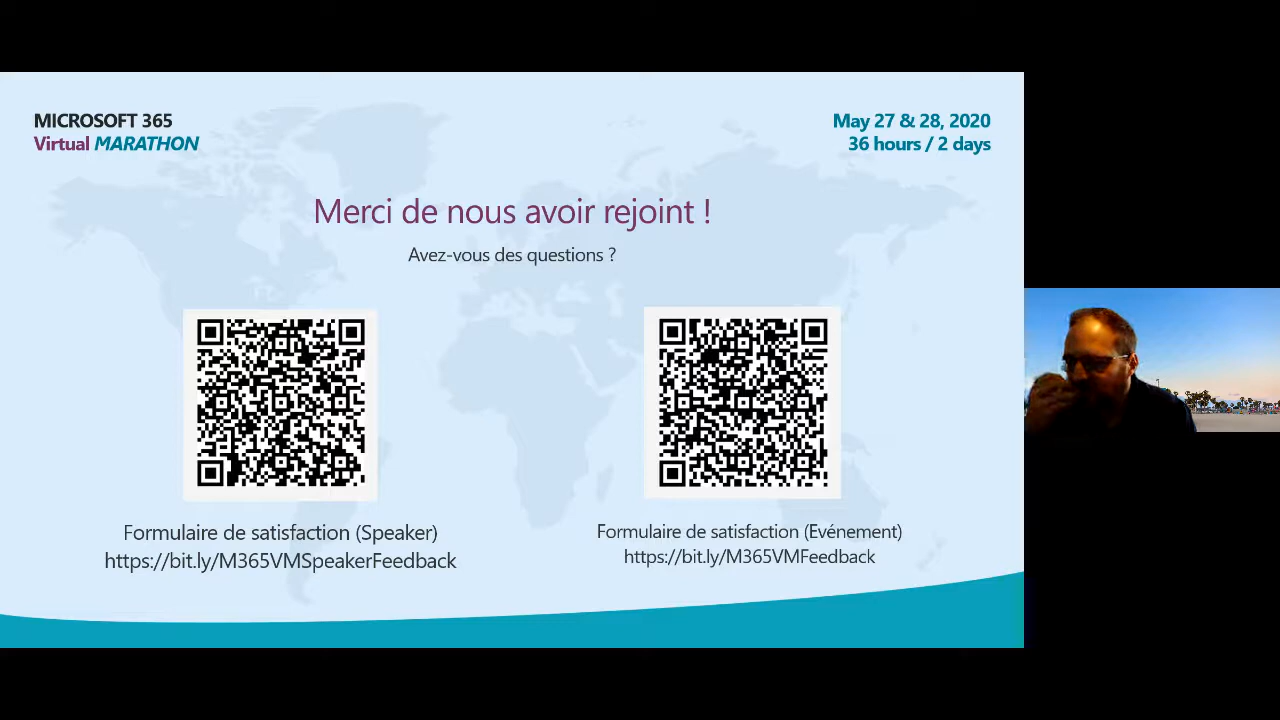 MICROSOFT 365
Virtual MARATHON
May 27 & 28, 2020
36 hours / 2 days
Merci de nous avoir rejoint !
Avez-vous des questions ?
Formulaire de satisfaction (Speaker)
https://bit.ly/M365VMSpeakerFeedback
Formulaire de satisfaction (Evénement)
https://bit.ly/M365VMFeedback